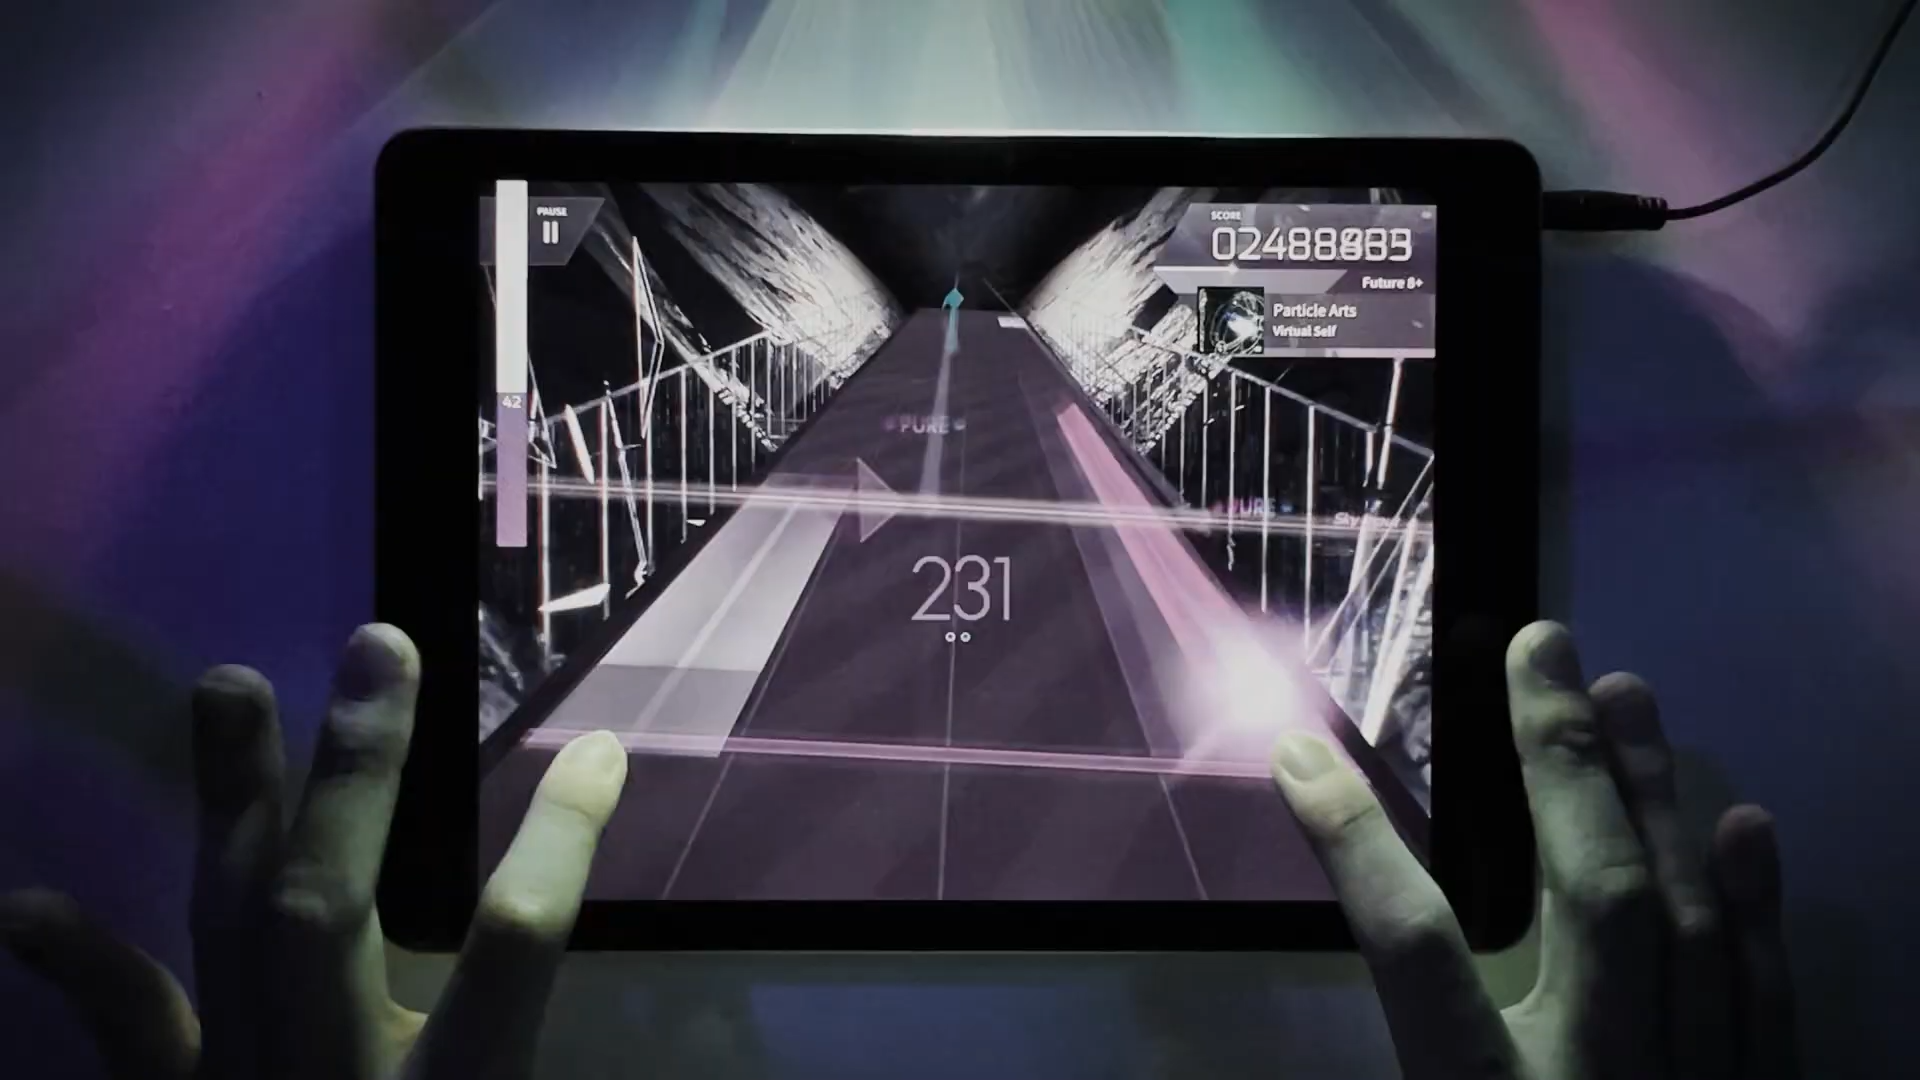 PAUSE
SCORE
Future 8+
Particle Arts
Virtual Self
42
PURE
PURE
231